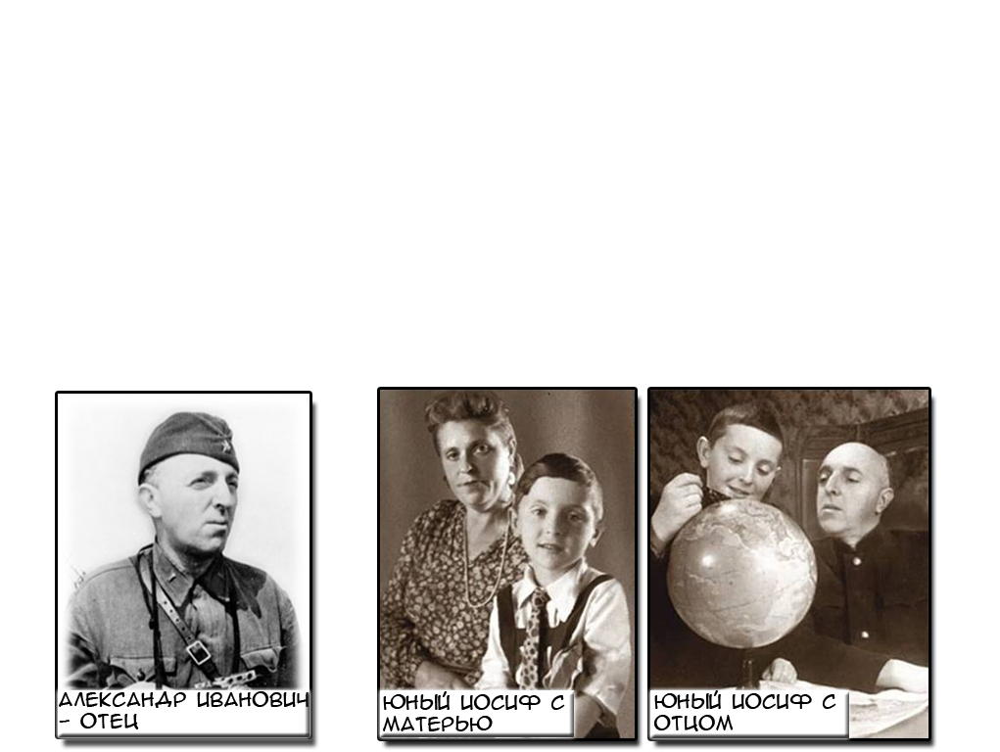 АЛЕКСАНДР ИВАНОВИЧ
- ОТЕЦ
ЮНЫЙ ИОСИФ С
МАТЕРЬЮ
ЮНЫЙ ИОСИФ С
ОТЦОМ